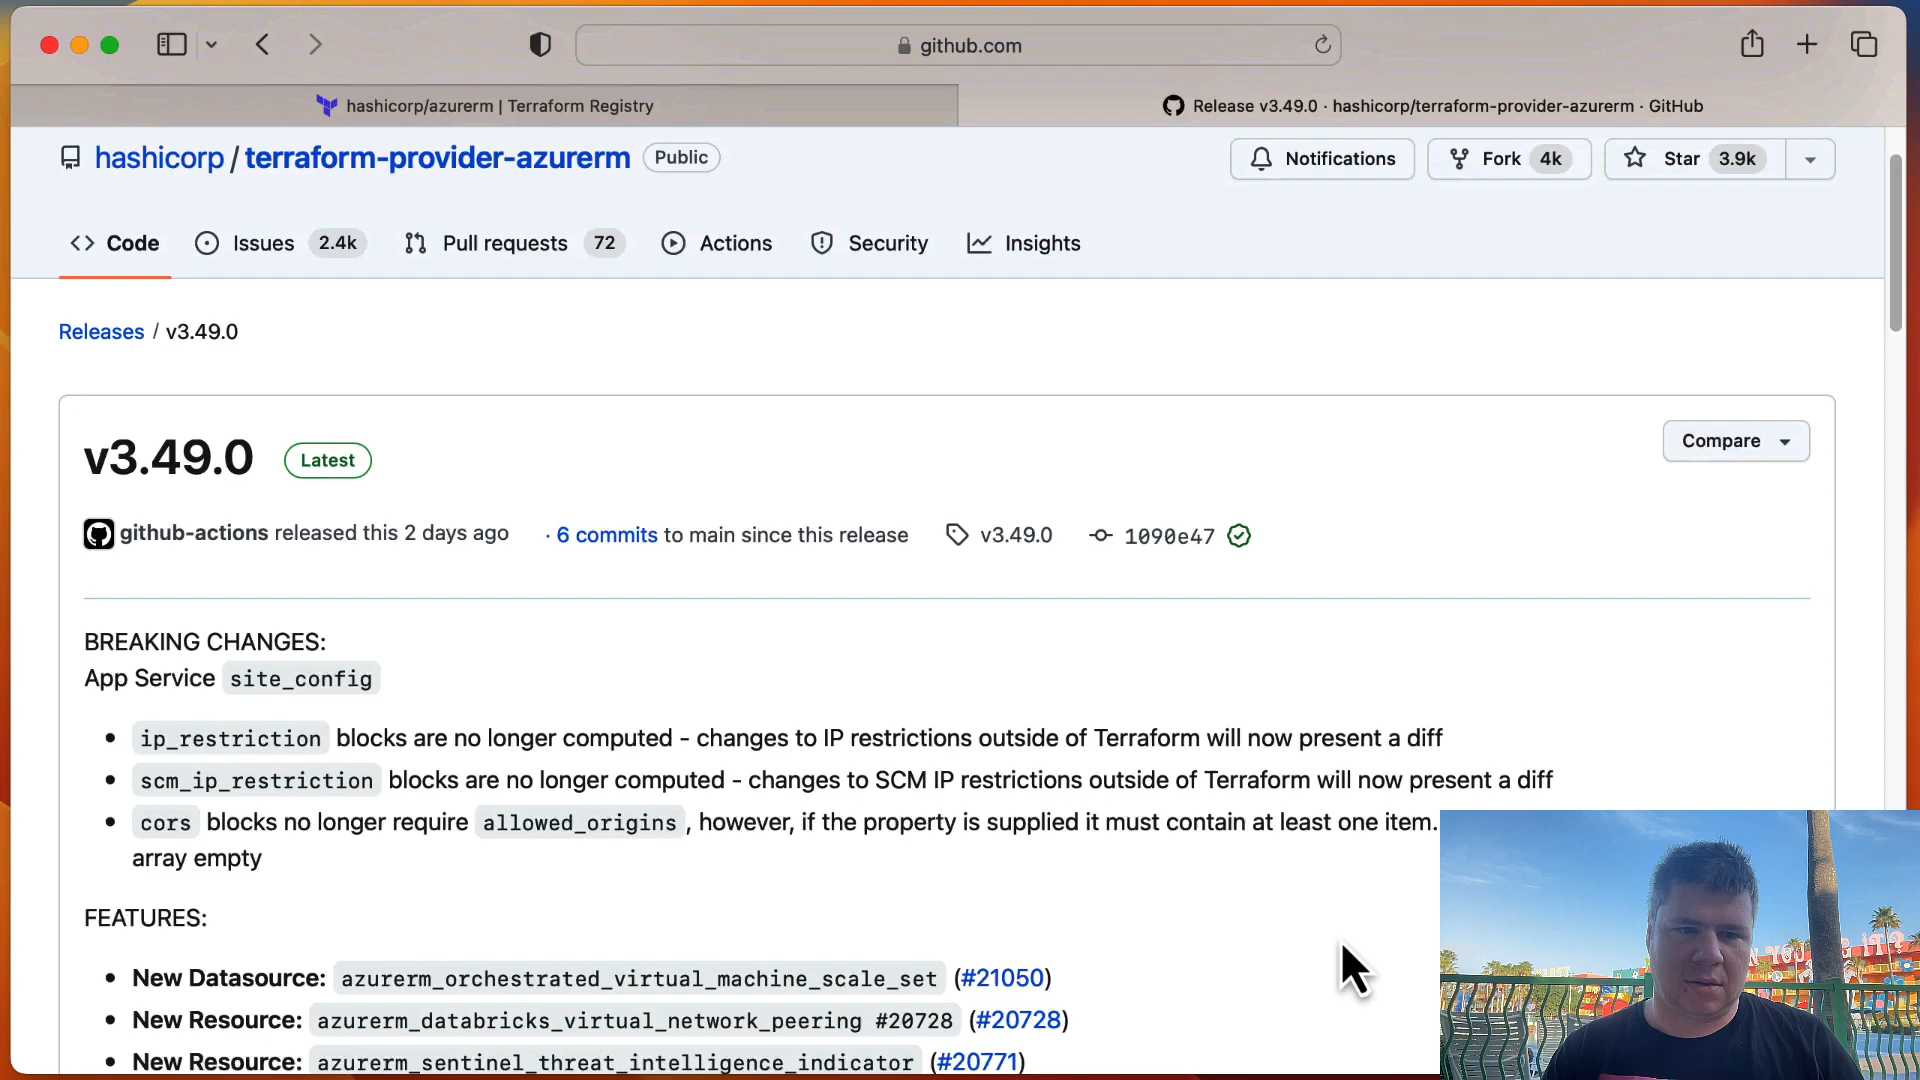 github.com
hashicorp/azurerm | Terraform Registry
Release v3.49.0 · hashicorp/terraform-provider-azurerm · GitHub
hashicorp / terraform-provider-azurerm Public
Notifications Fork 4k Star 3.9k
Code Issues 2.4k Pull requests 72 Actions Security Insights
Releases / v3.49.0
v3.49.0 Latest
Compare
github-actions released this 2 days ago · 6 commits to main since this release v3.49.0 1090e47
BREAKING CHANGES:
App Service site_config
ip_restriction blocks are no longer computed - changes to IP restrictions outside of Terraform will now present a diff
scm_ip_restriction blocks are no longer computed - changes to SCM IP restrictions outside of Terraform will now present a diff
cors blocks no longer require allowed_origins, however, if the property is supplied it must contain at least one item.
array empty
FEATURES:
New Datasource: azurerm_orchestrated_virtual_machine_scale_set (#21050)
New Resource: azurerm_databricks_virtual_network_peering #20728 (#20728)
New Resource: azurerm_sentinel_threat_intelligence_indicator (#20771)